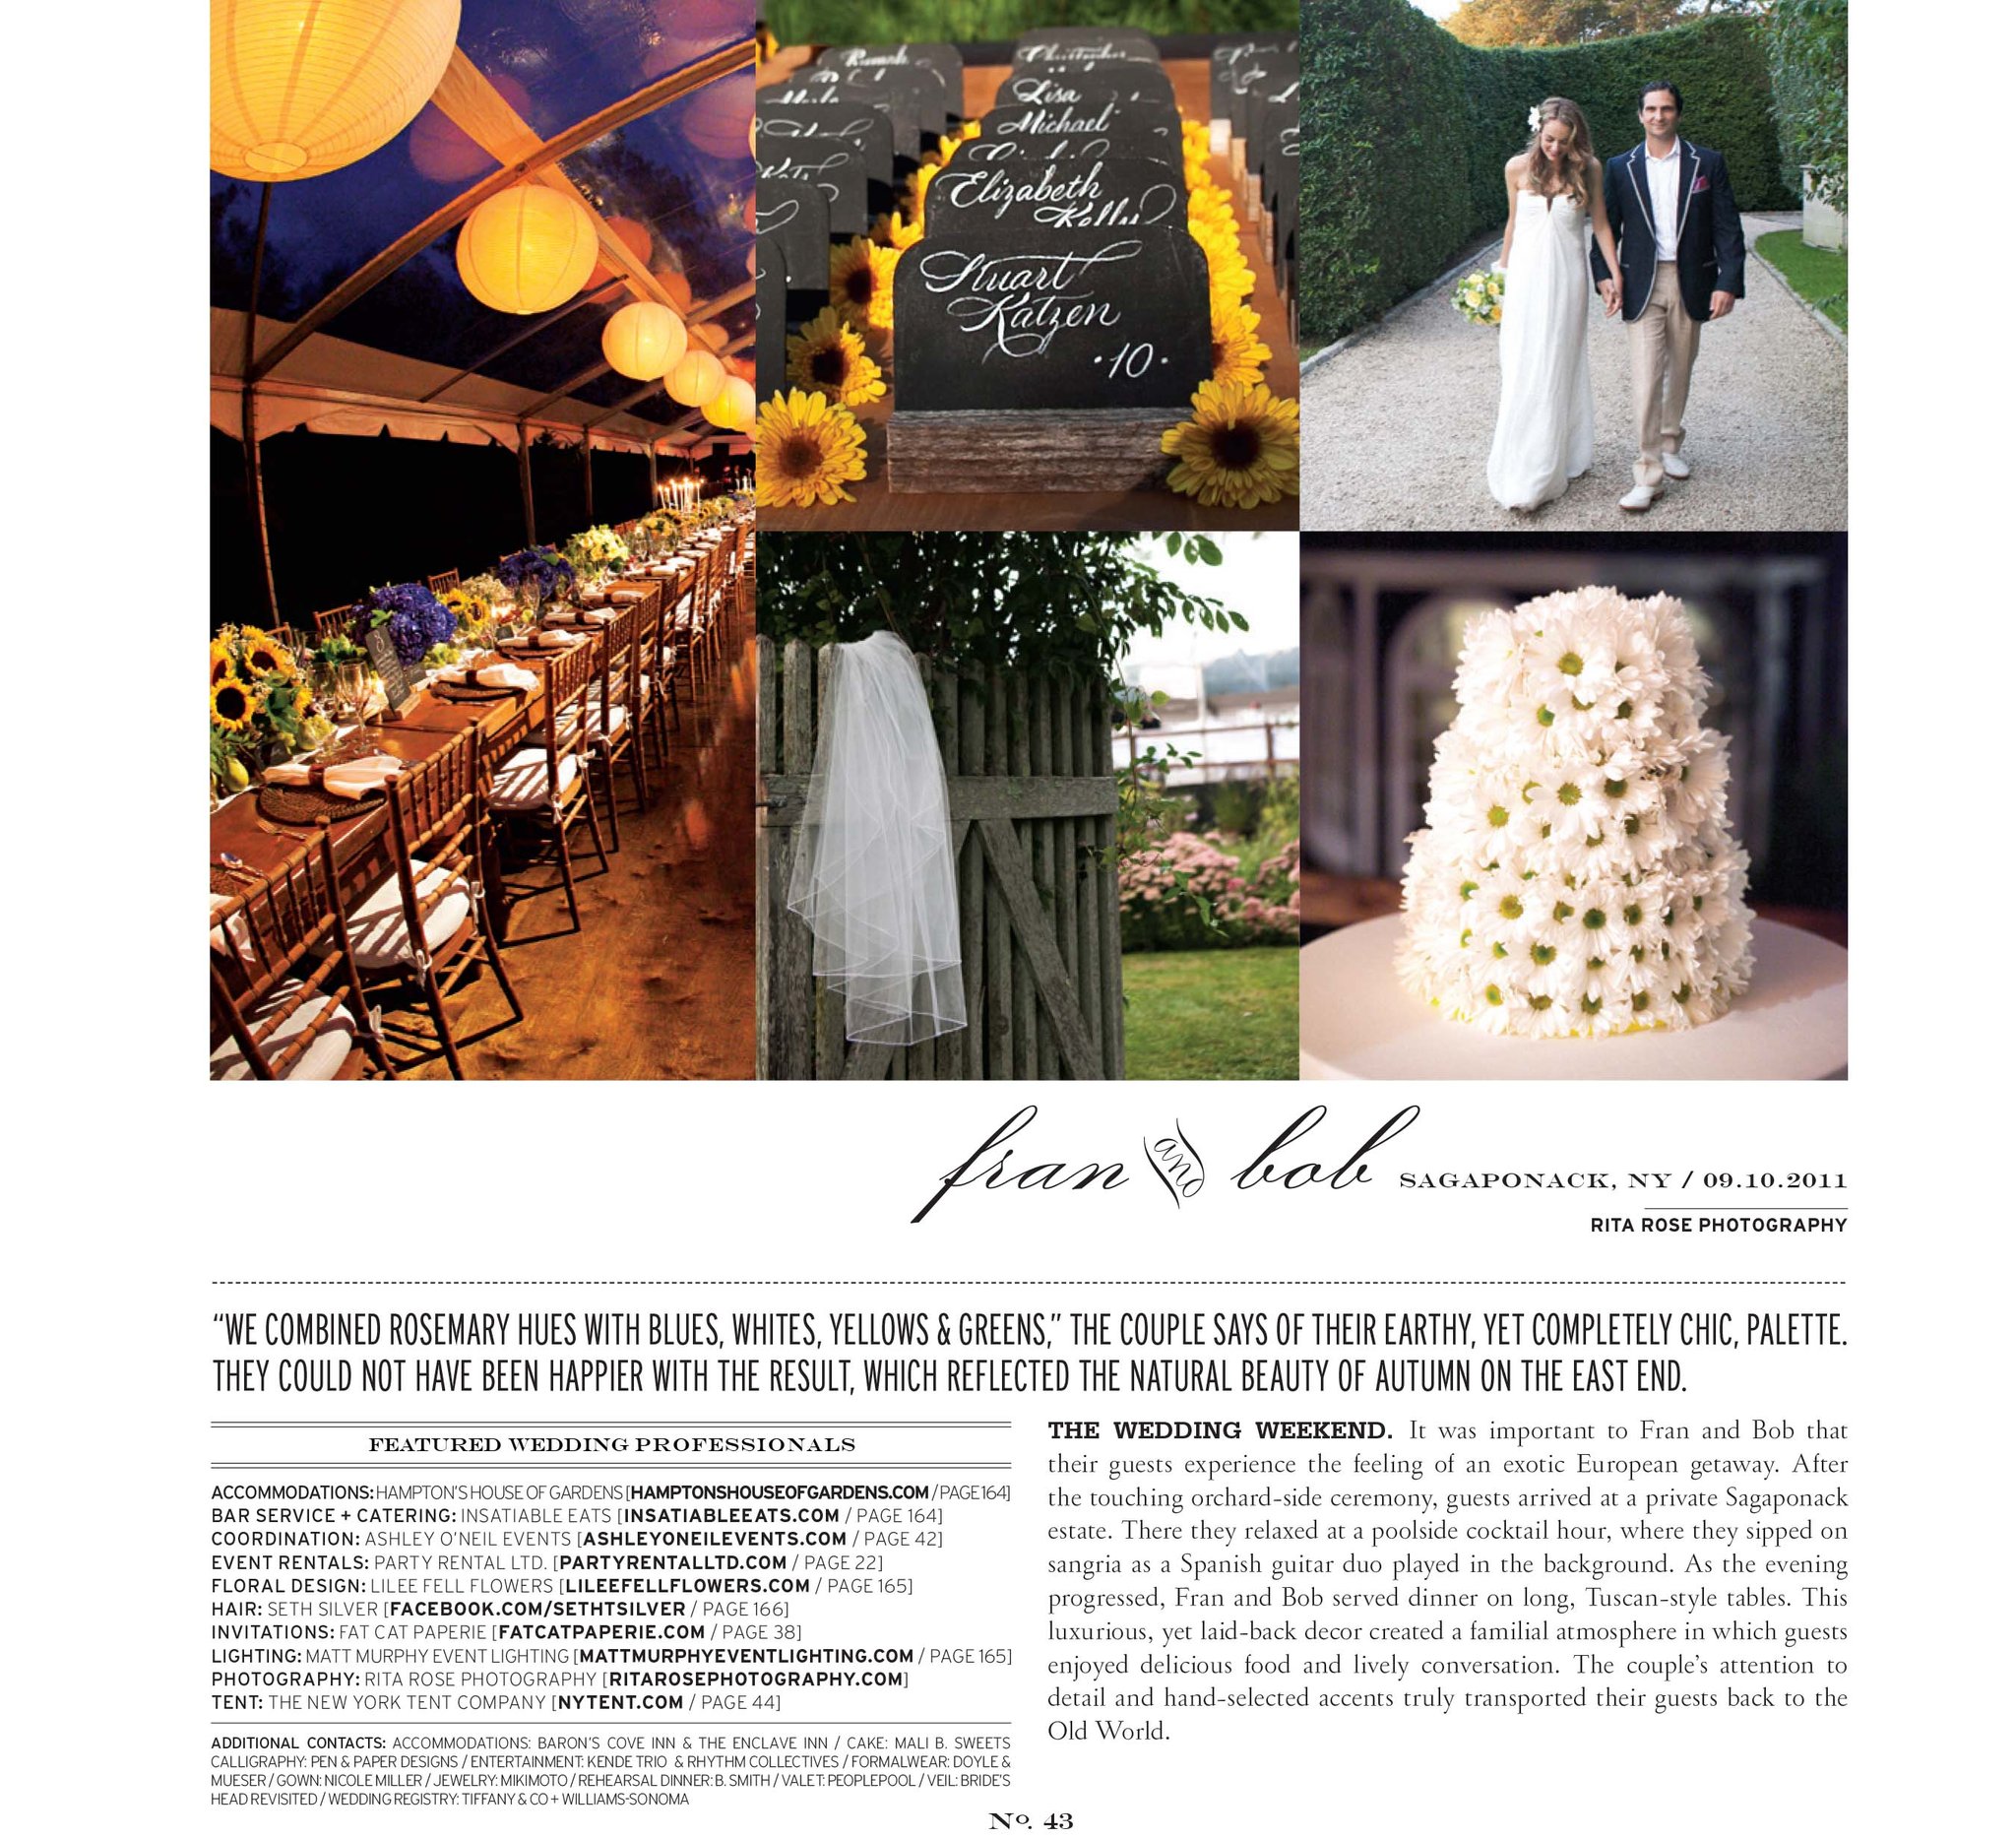 Lisa
Michael
Elizabeth
Stuart
Katzen
·10·
fran and bob SAGAPONACK, NY / 09.10.2011
RITA ROSE PHOTOGRAPHY
“WE COMBINED ROSEMARY HUES WITH BLUES, WHITES, YELLOWS & GREENS,” THE COUPLE SAYS OF THEIR EARTHY, YET COMPLETELY CHIC, PALETTE.
THEY COULD NOT HAVE BEEN HAPPIER WITH THE RESULT, WHICH REFLECTED THE NATURAL BEAUTY OF AUTUMN ON THE EAST END.
FEATURED WEDDING PROFESSIONALS
ACCOMMODATIONS: HAMPTON'S HOUSE OF GARDENS [HAMPTONSHOUSEOFGARDENS.COM / PAGE 164]
BAR SERVICE + CATERING: INSATIABLE EATS [INSATIABLEEATS.COM / PAGE 164]
COORDINATION: ASHLEY O'NEIL EVENTS [ASHLEYONEILEVENTS.COM / PAGE 42]
EVENT RENTALS: PARTY RENTAL LTD. [PARTYRENTALLTD.COM / PAGE 22]
FLORAL DESIGN: LILEE FELL FLOWERS [LILEEFELLFLOWERS.COM / PAGE 165]
HAIR: SETH SILVER [FACEBOOK.COM/SETHTSILVER / PAGE 166]
INVITATIONS: FAT CAT PAPERIE [FATCATPAPERIE.COM / PAGE 38]
LIGHTING: MATT MURPHY EVENT LIGHTING [MATTMURPHYEVENTLIGHTING.COM / PAGE 165]
PHOTOGRAPHY: RITA ROSE PHOTOGRAPHY [RITAROSEPHOTOGRAPHY.COM]
TENT: THE NEW YORK TENT COMPANY [NYTENT.COM / PAGE 44]
ADDITIONAL CONTACTS: ACCOMMODATIONS: BARON'S COVE INN & THE ENCLAVE INN / CAKE: MALI B. SWEETS
CALLIGRAPHY: PEN & PAPER DESIGNS / ENTERTAINMENT: KENDE TRIO & RHYTHM COLLECTIVES / FORMALWEAR: DOYLE &
MUESER / GOWN: NICOLE MILLER / JEWELRY: MIKIMOTO / REHEARSAL DINNER: B. SMITH / VALET: PEOPLEPOOL / VEIL: BRIDE'S
HEAD REVISITED / WEDDING REGISTRY: TIFFANY & CO + WILLIAMS-SONOMA
THE WEDDING WEEKEND. It was important to Fran and Bob that
their guests experience the feeling of an exotic European getaway. After
the touching orchard-side ceremony, guests arrived at a private Sagaponack
estate. There they relaxed at a poolside cocktail hour, where they sipped on
sangria as a Spanish guitar duo played in the background. As the evening
progressed, Fran and Bob served dinner on long, Tuscan-style tables. This
luxurious, yet laid-back decor created a familial atmosphere in which guests
enjoyed delicious food and lively conversation. The couple's attention to
detail and hand-selected accents truly transported their guests back to the
Old World.
No. 43